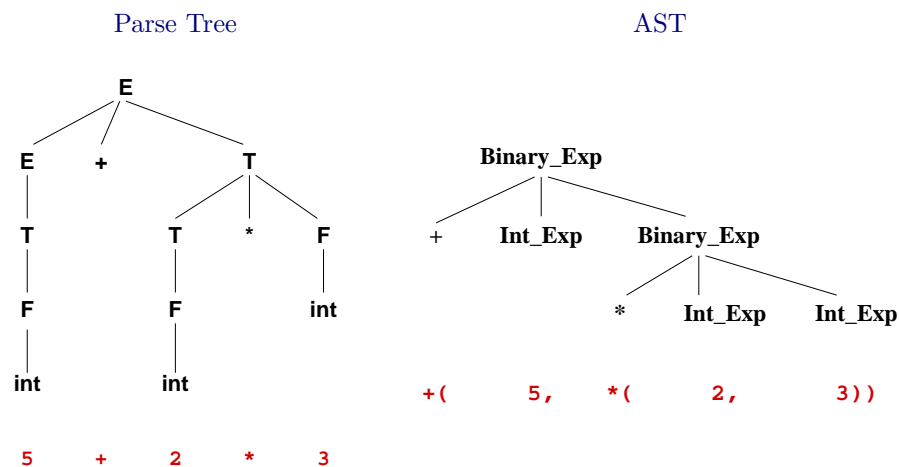 Parse Tree
AST
E
E + T
T T * F
F F int
int int
5 + 2 * 3
Binary_Exp
+ Int_Exp Binary_Exp
* Int_Exp Int_Exp
+( 5, *( 2, 3))